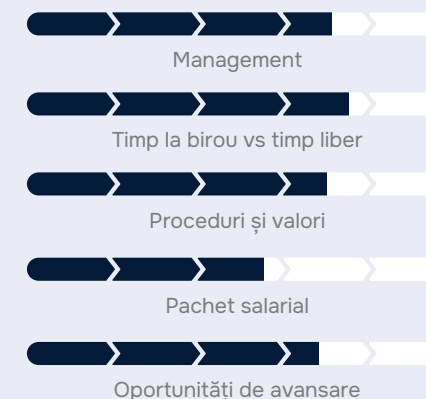 Management
Timp la birou vs timp liber
Proceduri și valori
Pachet salarial
Oportunități de avansare